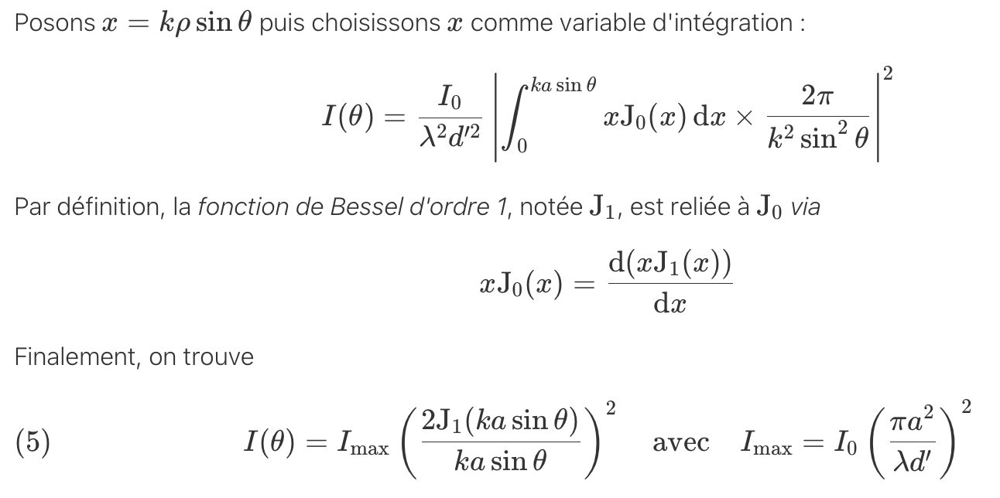 Posons $x = k\rho \sin\theta$ puis choisissons $x$ comme variable d'intégration :
$$I(\theta) = \frac{I_0}{\lambda^2 d'^2} \left| \int_0^{ka\sin\theta} x\mathrm{J}_0(x)\,\mathrm{d}x \times \frac{2\pi}{k^2 \sin^2\theta} \right|^2$$
Par définition, la fonction de Bessel d'ordre 1, notée $\mathrm{J}_1$, est reliée à $\mathrm{J}_0$ via
$$x\mathrm{J}_0(x) = \frac{\mathrm{d}(x\mathrm{J}_1(x))}{\mathrm{d}x}$$
Finalement, on trouve
(5) $$I(\theta) = I_{\max} \left( \frac{2\mathrm{J}_1(ka\sin\theta)}{ka\sin\theta} \right)^2 \quad \text{avec} \quad I_{\max} = I_0 \left( \frac{\pi a^2}{\lambda d'} \right)^2$$